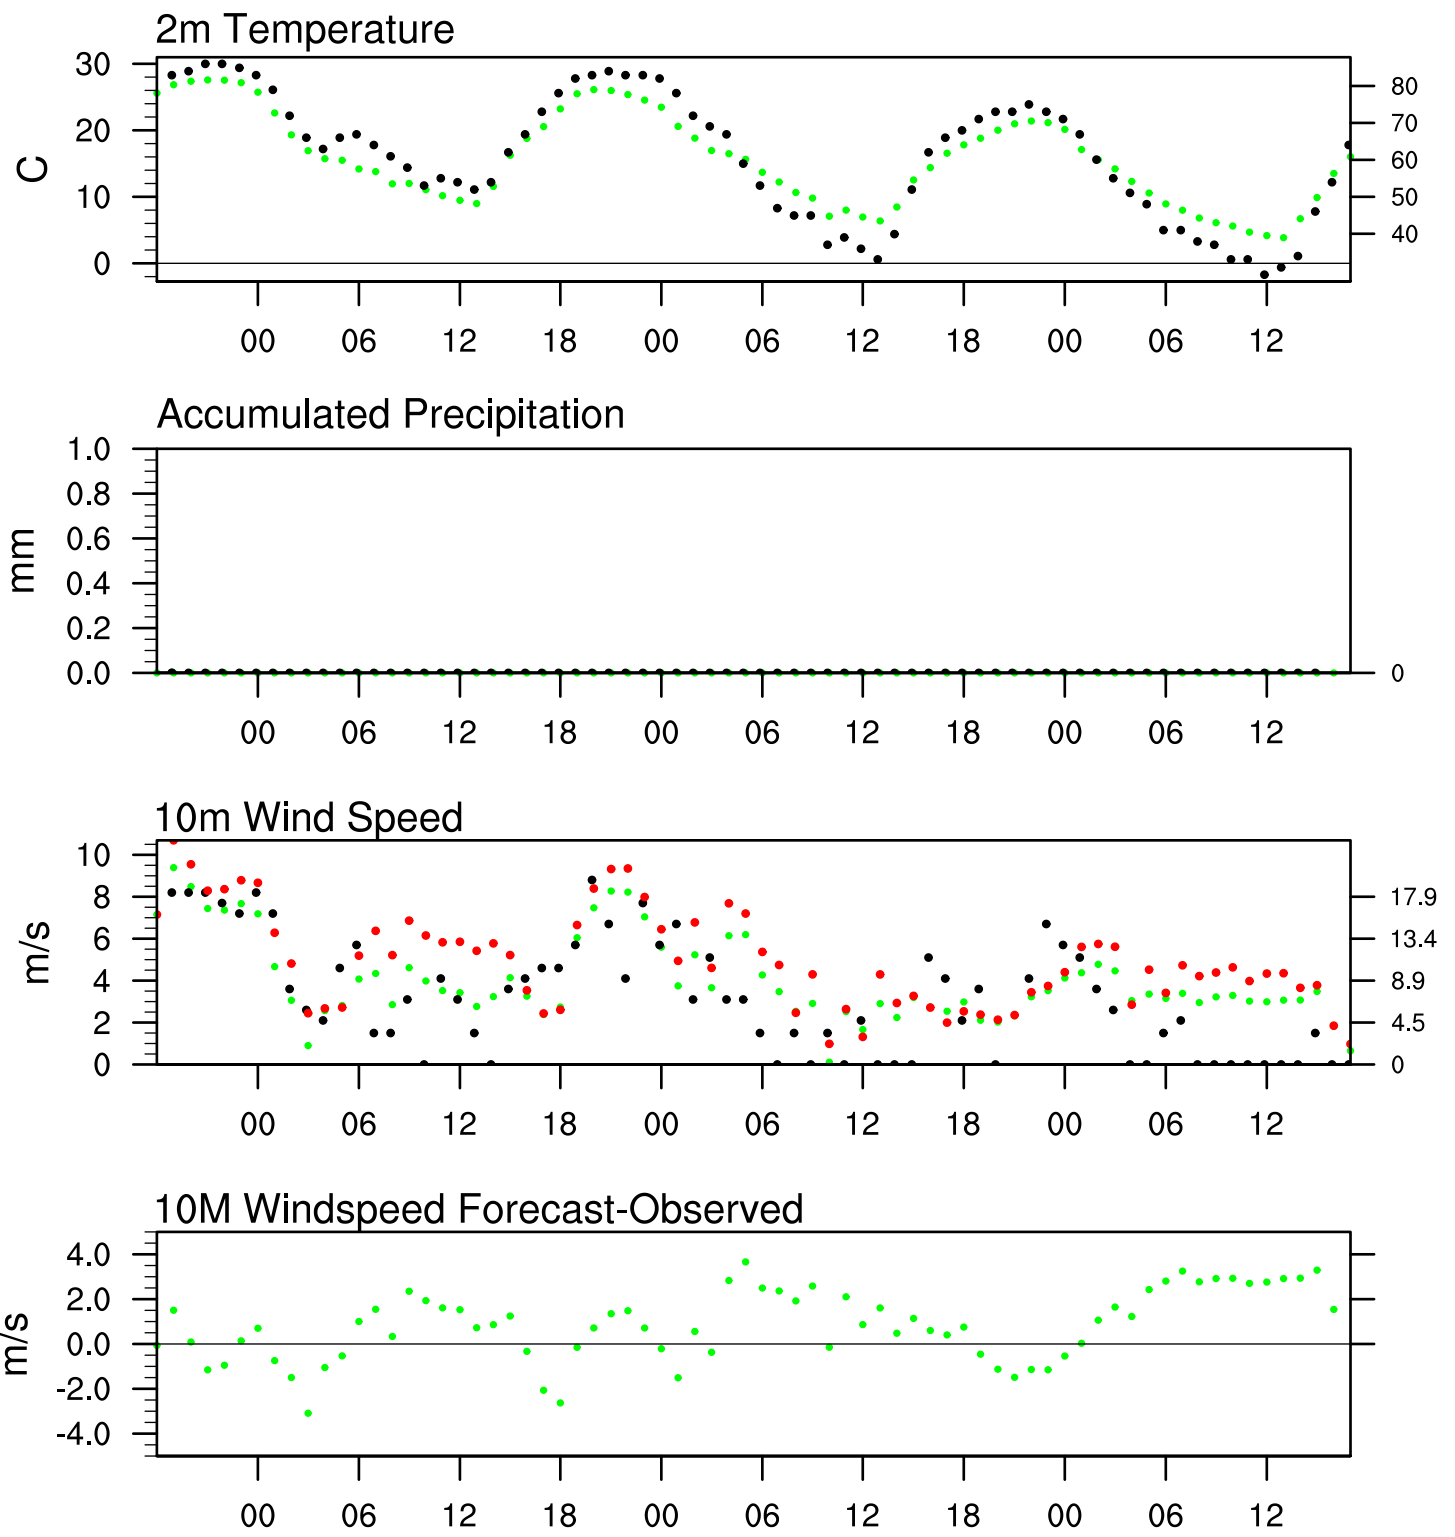 2m Temperature
30
20
10
0
C
80
70
60
50
40
00 06 12 18 00 06 12 18 00 06 12
Accumulated Precipitation
1.0
0.8
0.6
0.4
0.2
0.0
mm
0
00 06 12 18 00 06 12 18 00 06 12
10m Wind Speed
10
8
6
4
2
0
m/s
17.9
13.4
8.9
4.5
0
00 06 12 18 00 06 12 18 00 06 12
10M Windspeed Forecast-Observed
4.0
2.0
0.0
-2.0
-4.0
m/s
00 06 12 18 00 06 12 18 00 06 12